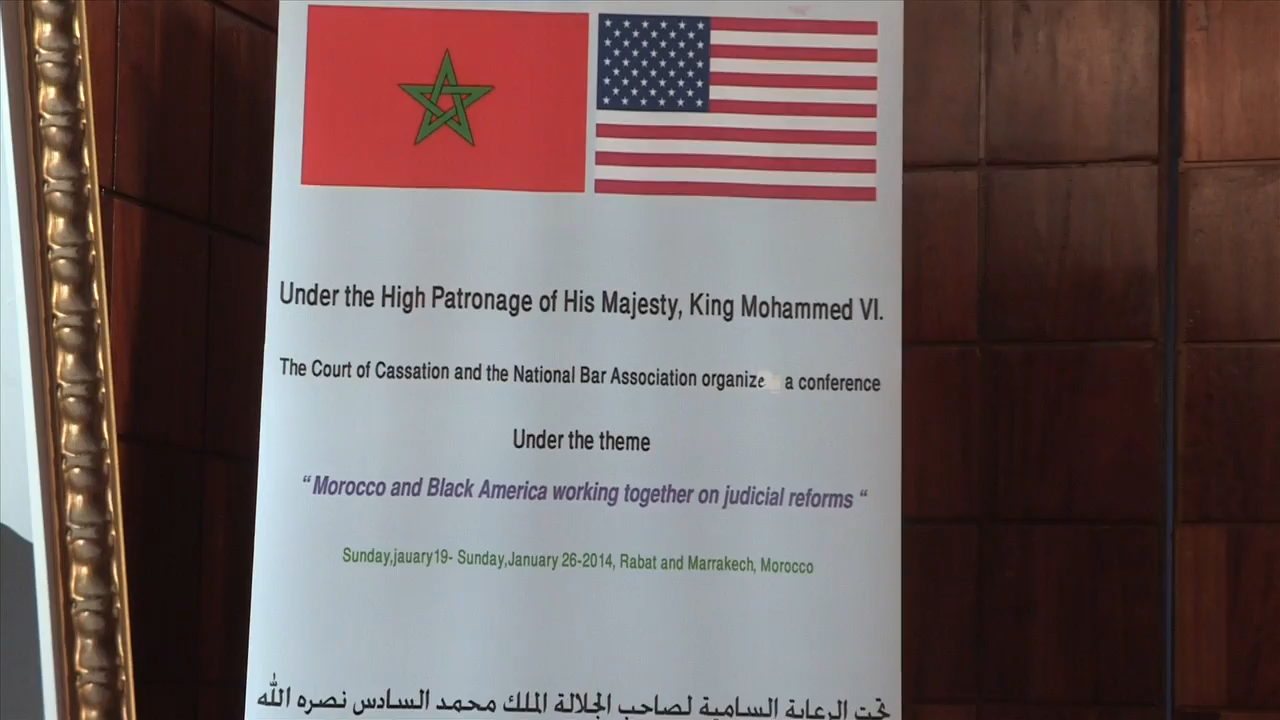 Under the High Patronage of His Majesty, King Mohammed VI.
The Court of Cassation and the National Bar Association organize a conference
Under the theme
“Morocco and Black America working together on judicial reforms “
Sunday,jauary19- Sunday,January 26-2014, Rabat and Marrakech, Morocco
تحت الرعاية السامية لصاحب الجلالة الملك محمد السادس نصره الله